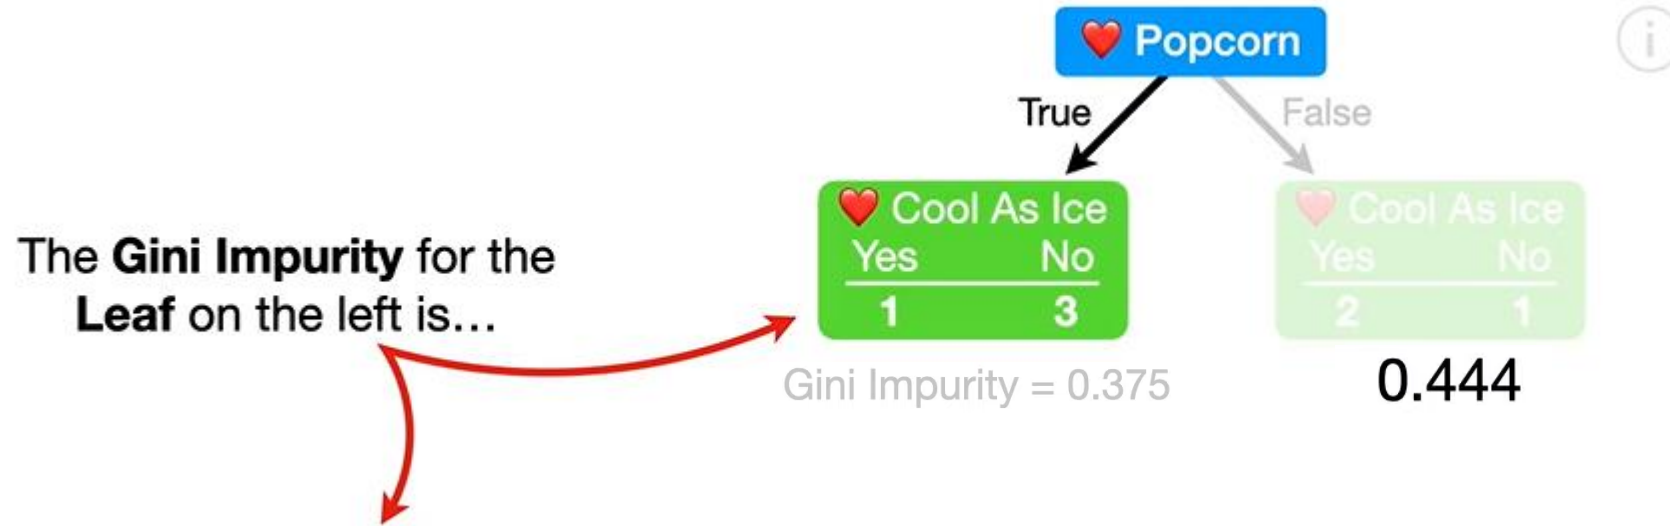 ❤️ Popcorn
True
False
❤️ Cool As Ice
Yes No
1 3
❤️ Cool As Ice
Yes No
2 1
The Gini Impurity for the
Leaf on the left is...
Gini Impurity = 0.375
0.444
i